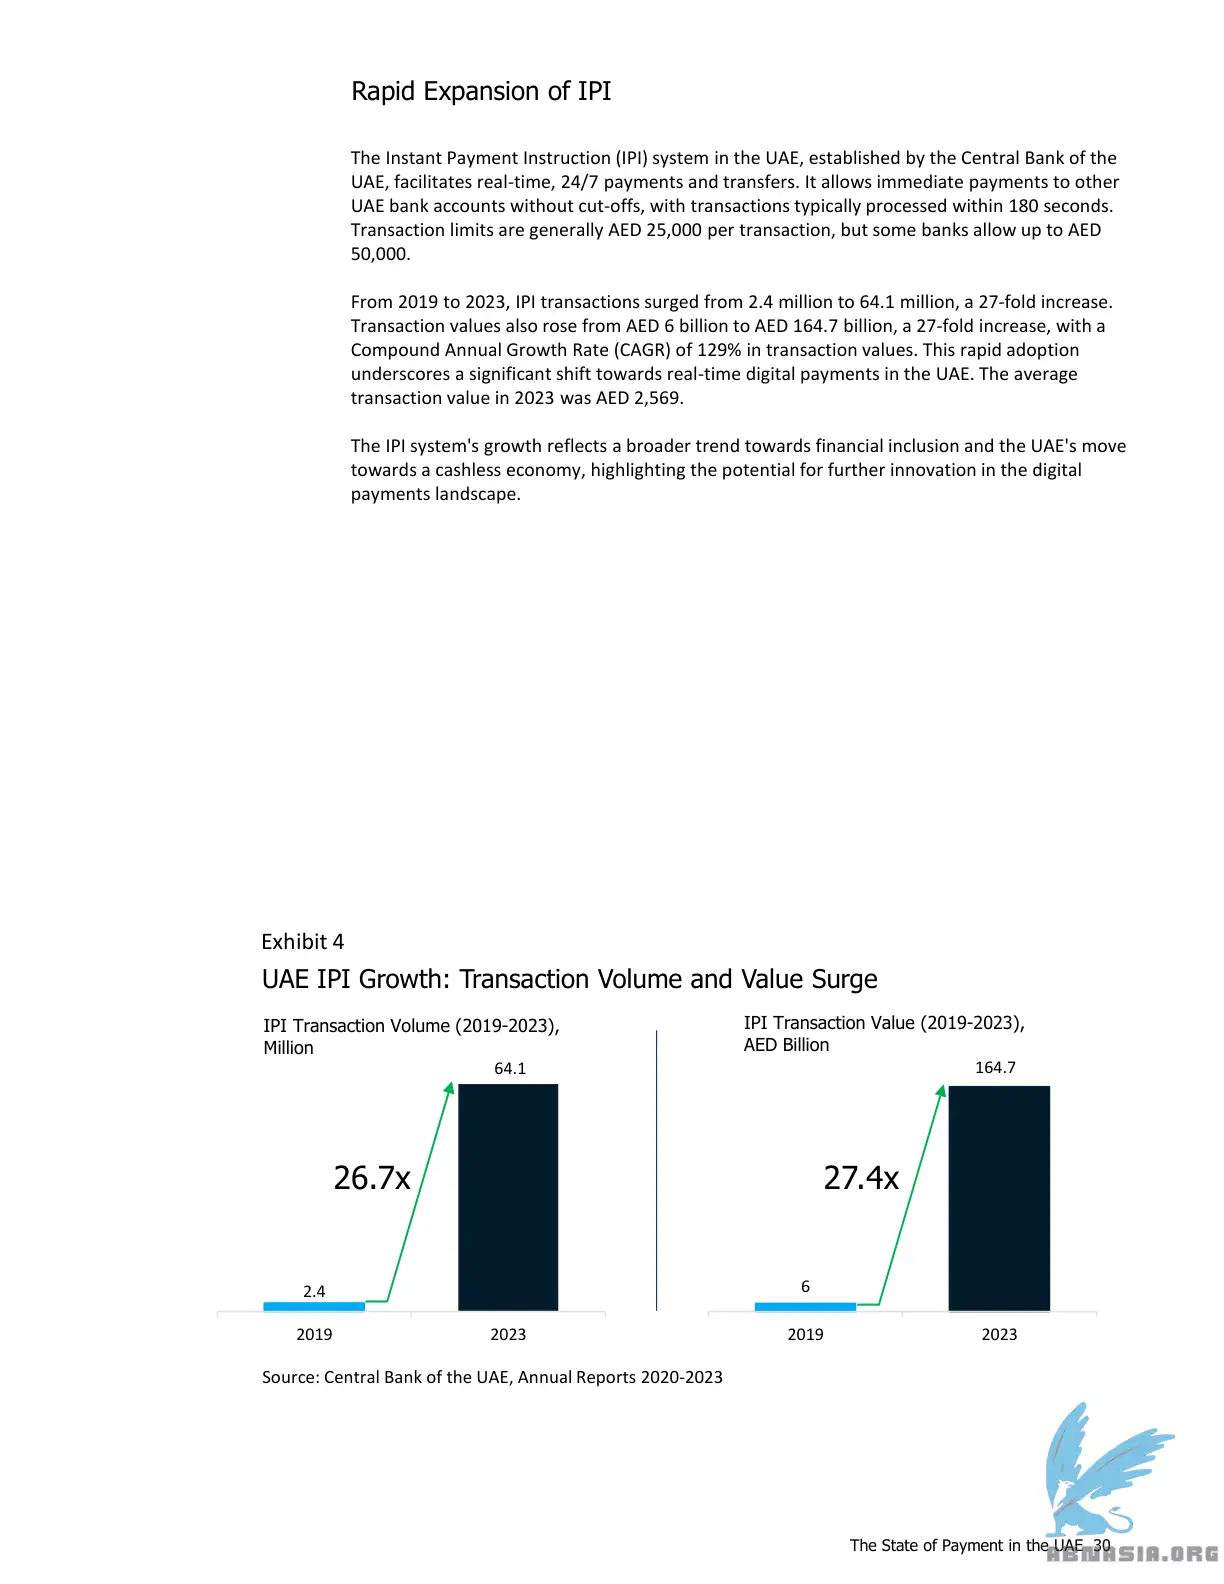 Rapid Expansion of IPI
The Instant Payment Instruction (IPI) system in the UAE, established by the Central Bank of the
UAE, facilitates real-time, 24/7 payments and transfers. It allows immediate payments to other
UAE bank accounts without cut-offs, with transactions typically processed within 180 seconds.
Transaction limits are generally AED 25,000 per transaction, but some banks allow up to AED
50,000.
From 2019 to 2023, IPI transactions surged from 2.4 million to 64.1 million, a 27-fold increase.
Transaction values also rose from AED 6 billion to AED 164.7 billion, a 27-fold increase, with a
Compound Annual Growth Rate (CAGR) of 129% in transaction values. This rapid adoption
underscores a significant shift towards real-time digital payments in the UAE. The average
transaction value in 2023 was AED 2,569.
The IPI system's growth reflects a broader trend towards financial inclusion and the UAE's move
towards a cashless economy, highlighting the potential for further innovation in the digital
payments landscape.
Exhibit 4
UAE IPI Growth: Transaction Volume and Value Surge
IPI Transaction Volume (2019-2023),
Million
64.1
26.7x
2.4
2019 2023
IPI Transaction Value (2019-2023),
AED Billion
164.7
27.4x
6
2019 2023
Source: Central Bank of the UAE, Annual Reports 2020-2023
The State of Payment in the UAE 30
ABMASIA.ORG